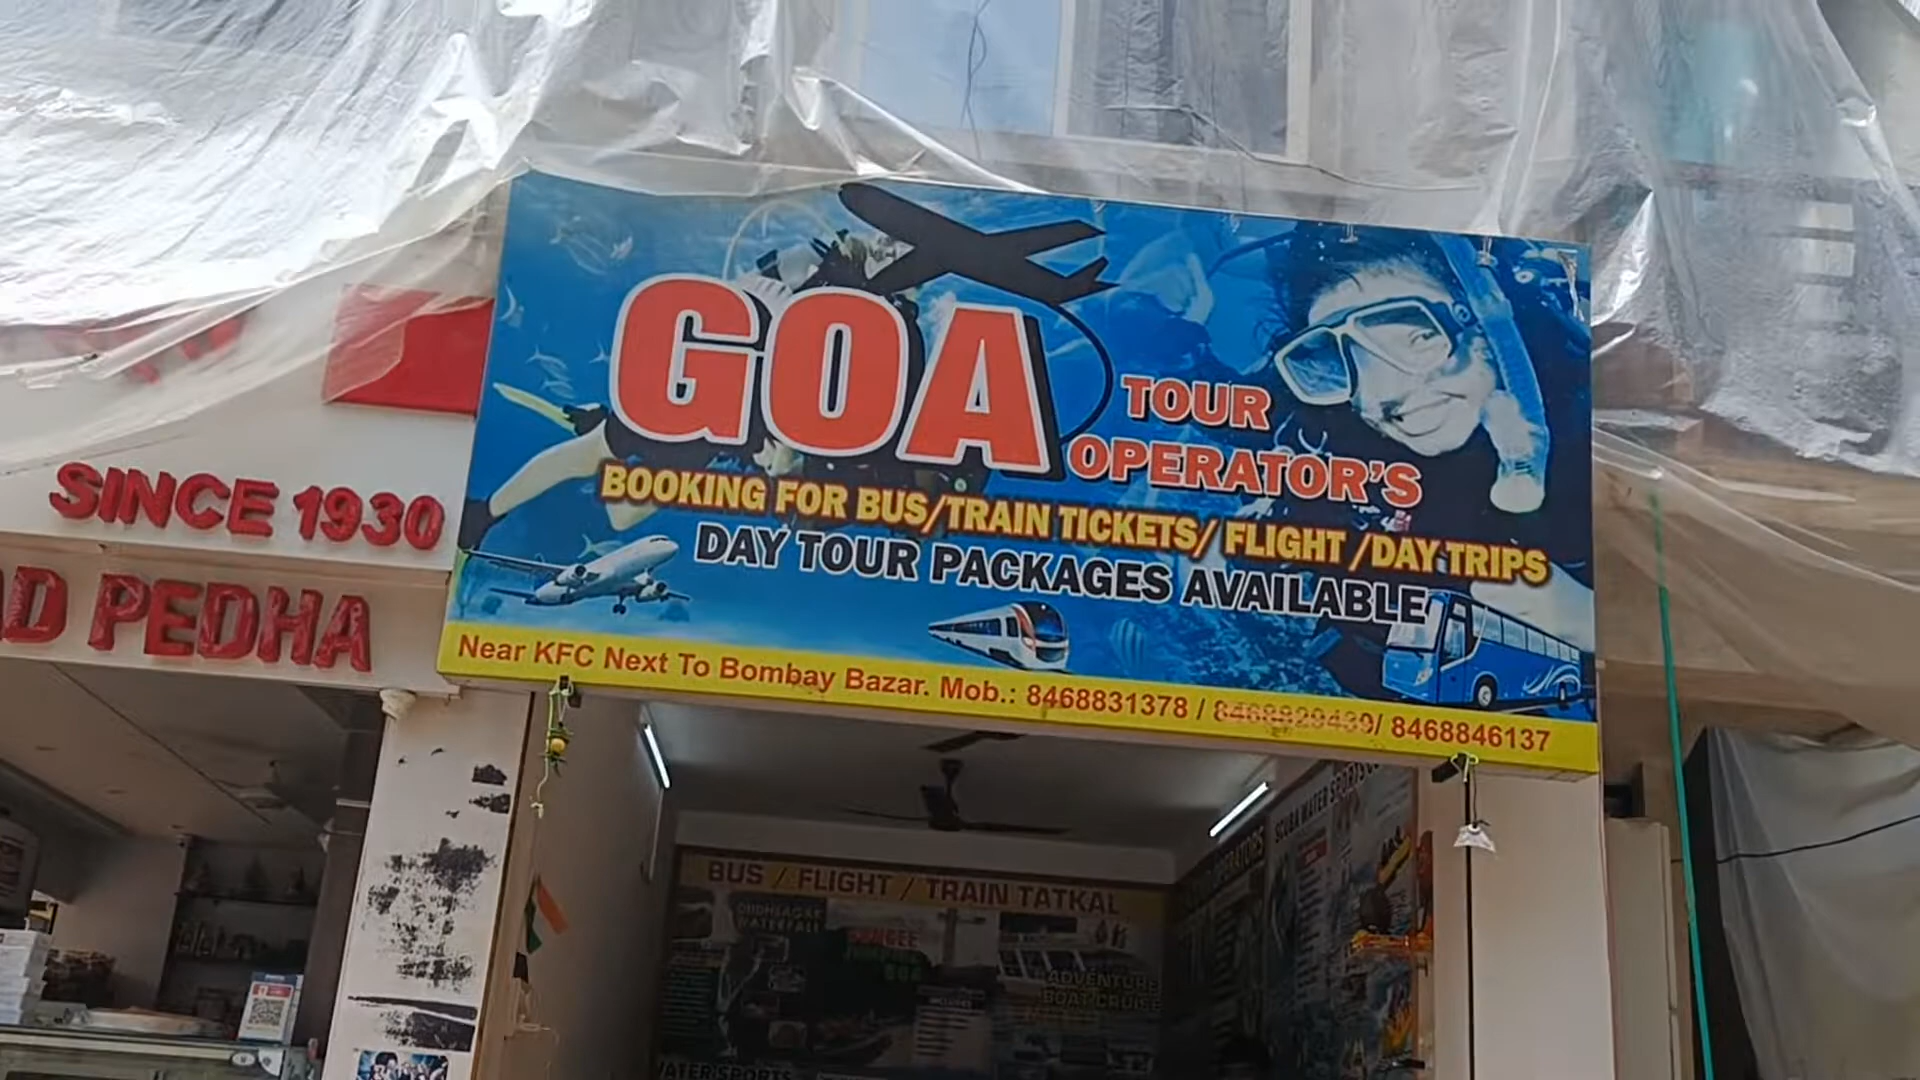 GOA
TOUR
OPERATOR'S
BOOKING FOR BUS/TRAIN TICKETS/ FLIGHT /DAY TRIPS
DAY TOUR PACKAGES AVAILABLE
Near KFC Next To Bombay Bazar. Mob.: 8468831378 / 8468829439/ 8468846137
SINCE 1930
PEDHA
BUS / FLIGHT / TRAIN TATKAL
DUDHSAGAR
WATERFALL
ADVENTURE
BOAT CRUISE
SCUBA WATER SPORTS
WATER SPORTS